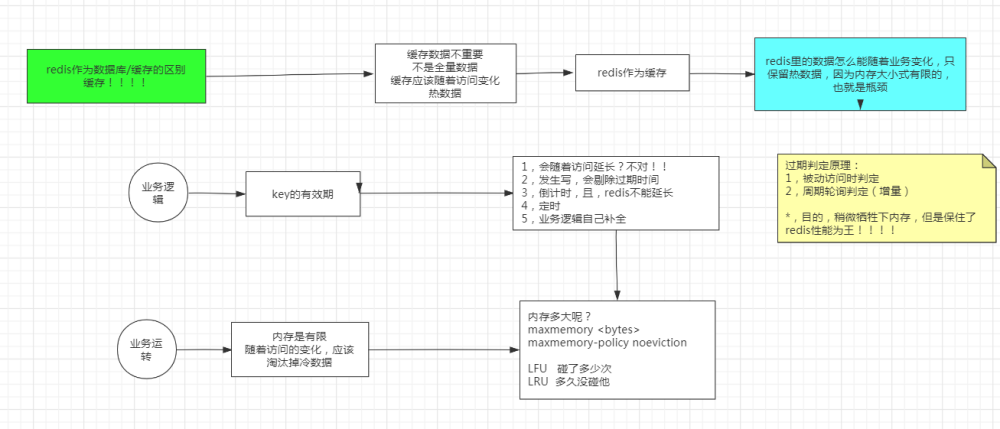 redis作为数据库/缓存的区别
缓存！！！！
缓存数据不重要
不是全量数据
缓存应该随着访问变化
热数据
redis作为缓存
redis里的数据怎么能随着业务变化，只
保留热数据，因为内存大小式有限的，
也就是瓶颈
业务逻
辑
key的有效期
1，会随着访问延长？不对！！
2，发生写，会剔除过期时间
3，倒计时，且，redis不能延长
4，定时
5，业务逻辑自己补全
过期判定原理：
1，被动访问时判定
2，周期轮询判定（增量）
*，目的，稍微牺牲下内存，但是保住了
redis性能为王！！！！
业务运
转
内存是有限
随着访问的变化，应该
淘汰掉冷数据
内存多大呢？
maxmemory <bytes>
maxmemory-policy noeviction
LFU 碰了多少次
LRU 多久没碰他